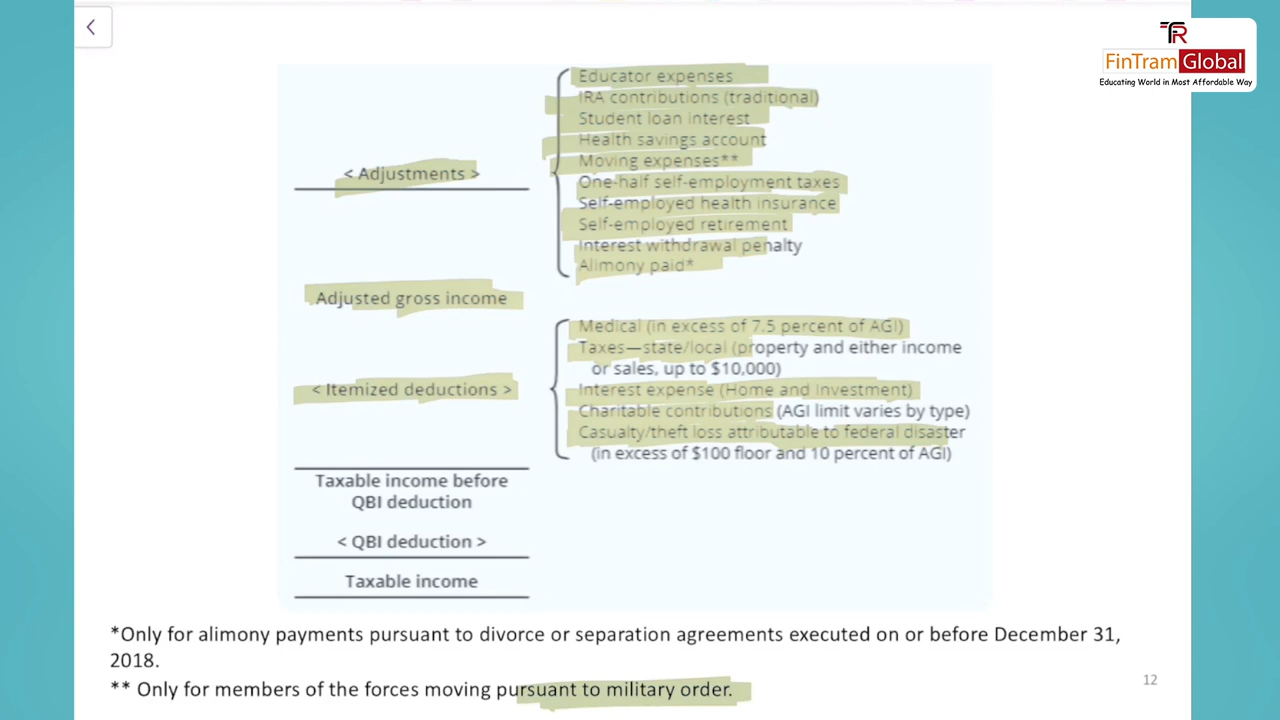 TR
FinTram Global
Educating World in Most Affordable Way
Educator expenses
IRA contributions (traditional)
Student loan interest
Health savings account
Moving expenses**
< Adjustments >
One-half self-employment taxes
Self-employed health insurance
Self-employed retirement
Interest withdrawal penalty
Alimony paid*
Adjusted gross income
Medical (in excess of 7.5 percent of AGI)
Taxes—state/local (property and either income
or sales, up to $10,000)
< Itemized deductions >
Interest expense (Home and Investment)
Charitable contributions (AGI limit varies by type)
Casualty/theft loss attributable to federal disaster
(in excess of $100 floor and 10 percent of AGI)
Taxable income before
QBI deduction
< QBI deduction >
Taxable income
*Only for alimony payments pursuant to divorce or separation agreements executed on or before December 31,
2018.
** Only for members of the forces moving pursuant to military order.
12